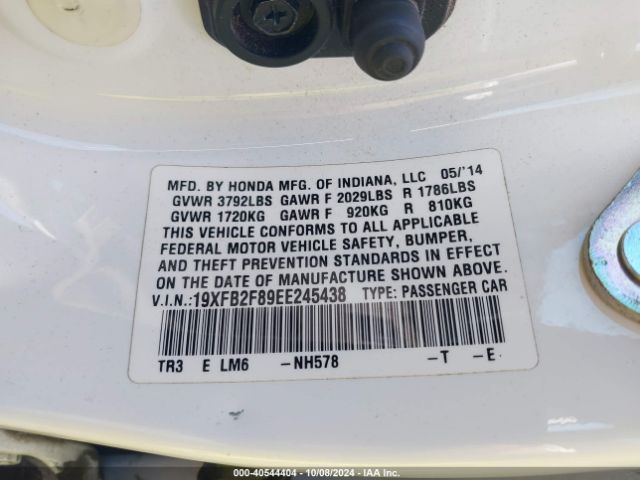 MFD. BY HONDA MFG. OF INDIANA, LLC 05/'14
GVWR 3792LBS GAWR F 2029LBS R 1786LBS
GVWR 1720KG GAWR F 920KG R 810KG
THIS VEHICLE CONFORMS TO ALL APPLICABLE
FEDERAL MOTOR VEHICLE SAFETY, BUMPER,
AND THEFT PREVENTION STANDARDS IN EFFECT
ON THE DATE OF MANUFACTURE SHOWN ABOVE.
V.I.N.:19XFB2F89EE245438 TYPE: PASSENGER CAR
TR3 E LM6 -NH578 -T -E-
000-40544404 | 10/08/2024 | IAAI.COM